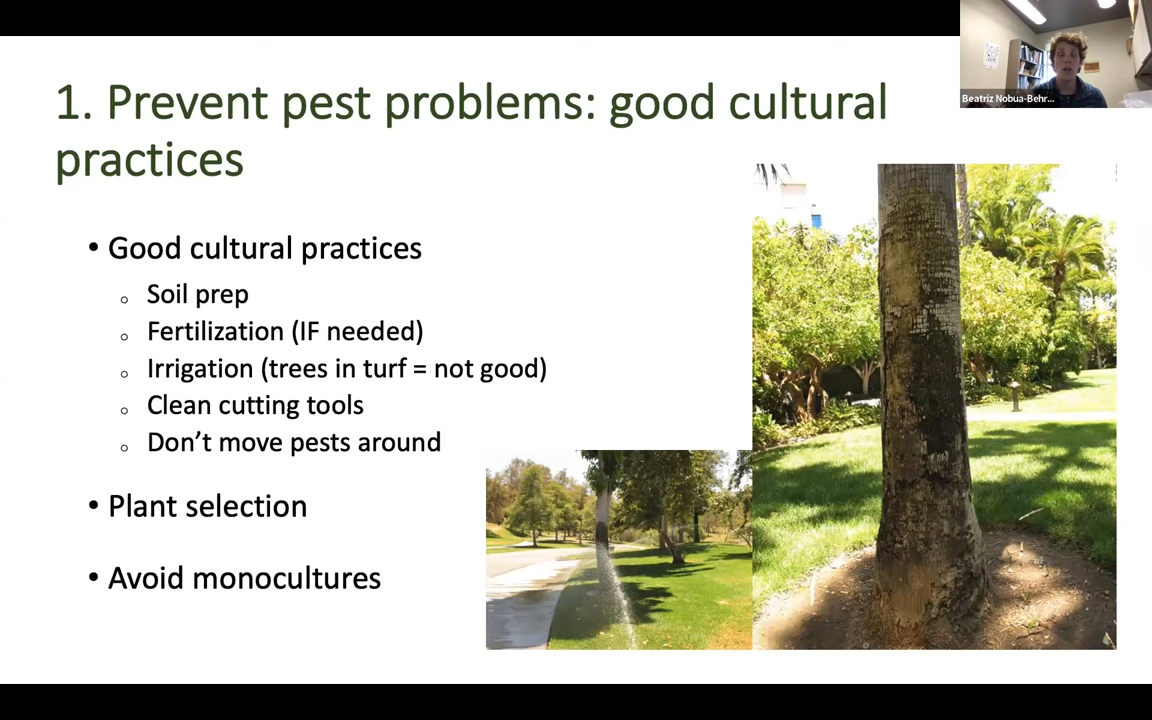 Beatriz Nobua-Behr...
1. Prevent pest problems: good cultural
practices
• Good cultural practices
○ Soil prep
○ Fertilization (IF needed)
○ Irrigation (trees in turf = not good)
○ Clean cutting tools
○ Don’t move pests around
• Plant selection
• Avoid monocultures